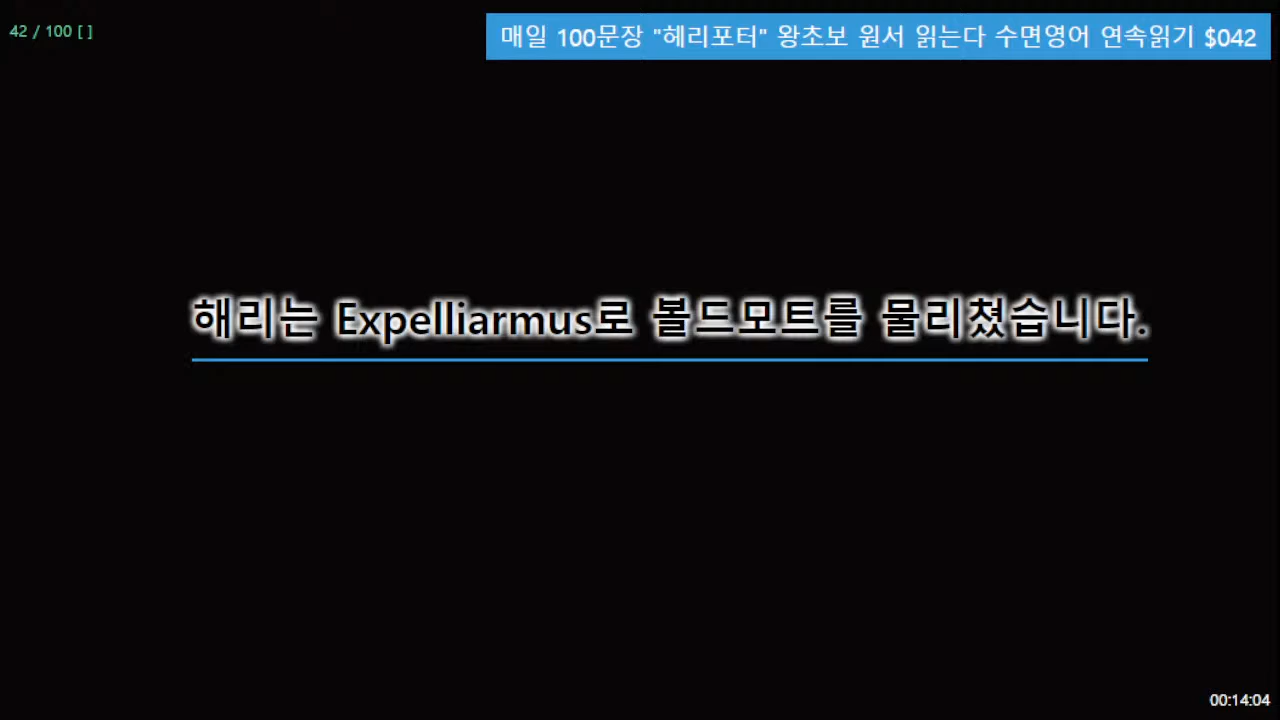 42 / 100 [ ]
매일 100문장 "헤리포터" 왕초보 원서 읽는다 수면영어 연속읽기 $042
해리는 Expelliarmus로 볼드모트를 물리쳤습니다.
00:14:04